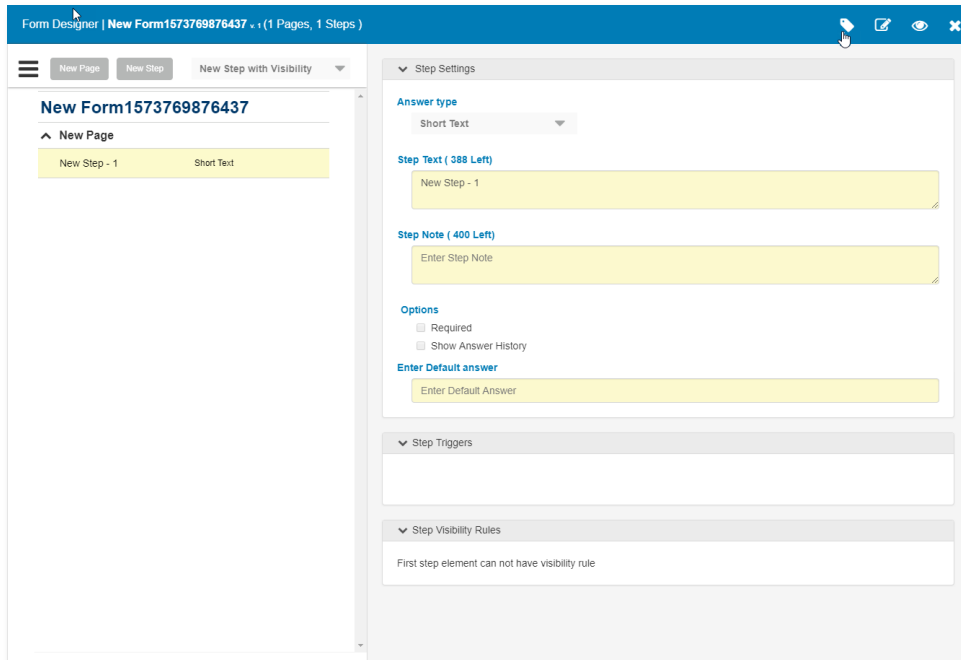 Form Designer | New Form1573769876437 v. 1 (1 Pages, 1 Steps )
New Page New Step New Step with Visibility
New Form1573769876437
New Page
New Step - 1 Short Text
Step Settings
Answer type
Short Text
Step Text ( 388 Left)
New Step - 1
Step Note ( 400 Left)
Enter Step Note
Options
Required
Show Answer History
Enter Default answer
Enter Default Answer
Step Triggers
Step Visibility Rules
First step element can not have visibility rule